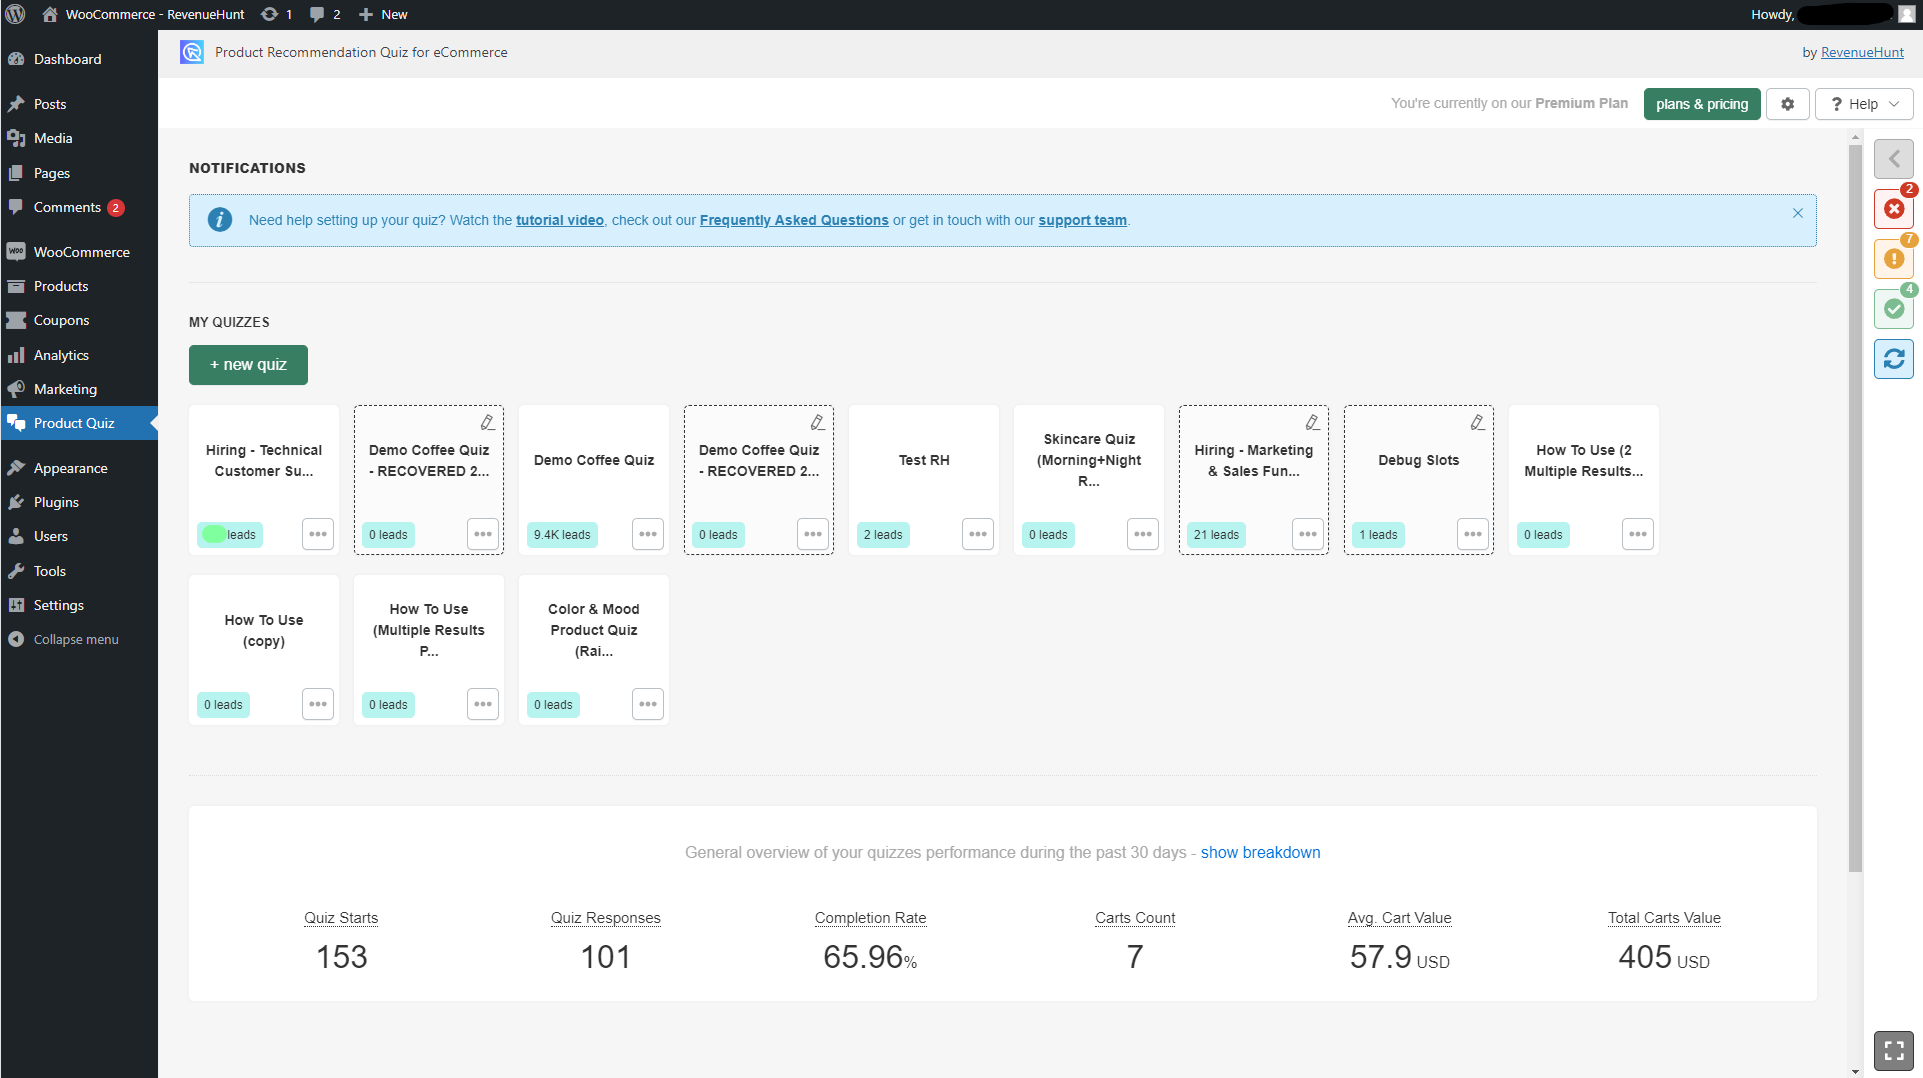 WooCommerce - RevenueHunt 1 2 New
Howdy,
Product Recommendation Quiz for eCommerce
by RevenueHunt
You're currently on our Premium Plan
plans & pricing
? Help
Dashboard
Posts
Media
Pages
Comments 2
WooCommerce
Products
Coupons
Analytics
Marketing
Product Quiz
Appearance
Plugins
Users
Tools
Settings
Collapse menu
NOTIFICATIONS
Need help setting up your quiz? Watch the tutorial video, check out our Frequently Asked Questions or get in touch with our support team.
2
7
4
MY QUIZZES
+ new quiz
Hiring - Technical
Customer Su...
leads
Demo Coffee Quiz
- RECOVERED 2...
0 leads
Demo Coffee Quiz
9.4K leads
Demo Coffee Quiz
- RECOVERED 2...
0 leads
Test RH
2 leads
Skincare Quiz
(Morning+Night
R...
0 leads
Hiring - Marketing
& Sales Fun...
21 leads
Debug Slots
1 leads
How To Use (2
Multiple Results...
0 leads
How To Use
(copy)
0 leads
How To Use
(Multiple Results
P...
0 leads
Color & Mood
Product Quiz
(Rai...
0 leads
General overview of your quizzes performance during the past 30 days - show breakdown
Quiz Starts
153
Quiz Responses
101
Completion Rate
65.96%
Carts Count
7
Avg. Cart Value
57.9 USD
Total Carts Value
405 USD